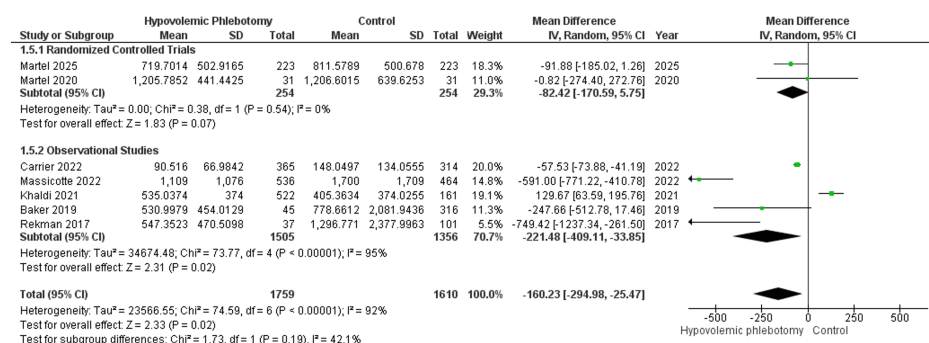 Hypovolemic Phlebotomy Control Mean Difference Mean Difference
Study or Subgroup Mean SD Total Mean SD Total Weight IV, Random, 95% CI Year IV, Random, 95% CI
1.5.1 Randomized Controlled Trials
Martel 2025 719.7014 502.9165 223 811.5789 500.678 223 18.3% -91.88 [-185.02, 1.26] 2025
Martel 2020 1,205.7852 441.4425 31 1,206.6015 639.6253 31 11.0% -0.82 [-274.40, 272.76] 2020
Subtotal (95% CI) 254 254 29.3% -82.42 [-170.59, 5.75]
Heterogeneity: Tau² = 0.00; Chi² = 0.38, df = 1 (P = 0.54); I² = 0%
Test for overall effect: Z = 1.83 (P = 0.07)
1.5.2 Observational Studies
Carrier 2022 90.516 66.9842 365 148.0497 134.0555 314 20.0% -57.53 [-73.88, -41.19] 2022
Massicotte 2022 1,109 1,076 536 1,700 1,709 464 14.8% -591.00 [-771.22, -410.78] 2022
Khaldi 2021 535.0374 374 522 405.3634 374.0255 161 19.1% 129.67 [63.59, 195.76] 2021
Baker 2019 530.9979 454.0129 45 778.6612 2,081.9436 316 11.3% -247.66 [-512.78, 17.46] 2019
Rekman 2017 547.3523 470.5098 37 1,296.771 2,377.9963 101 5.5% -749.42 [-1237.34, -261.50] 2017
Subtotal (95% CI) 1505 1356 70.7% -221.48 [-409.11, -33.85]
Heterogeneity: Tau² = 34674.48; Chi² = 73.77, df = 4 (P < 0.00001); I² = 95%
Test for overall effect: Z = 2.31 (P = 0.02)
Total (95% CI) 1759 1610 100.0% -160.23 [-294.98, -25.47]
Heterogeneity: Tau² = 23566.55; Chi² = 74.59, df = 6 (P < 0.00001); I² = 92%
Test for overall effect: Z = 2.33 (P = 0.02)
Test for subgroup differences: Chi² = 1.73, df = 1 (P = 0.19), I² = 42.1%
-500 -250 0 250 500
Hypovolemic phlebotomy Control